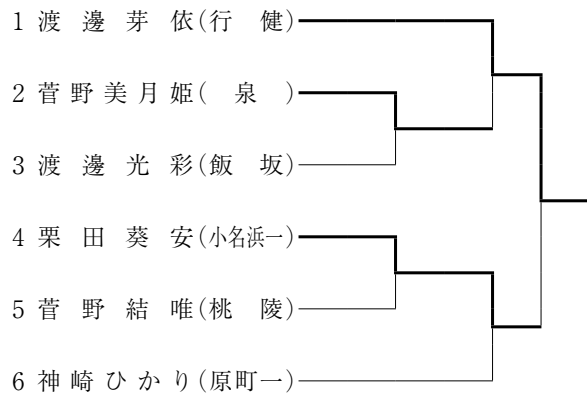 1 渡邊芽依(行健)
2 菅野美月姫(泉)
3 渡邊光彩(飯坂)
4 栗田葵安(小名浜一)
5 菅野結唯(桃陵)
6 神崎ひかり(原町一)